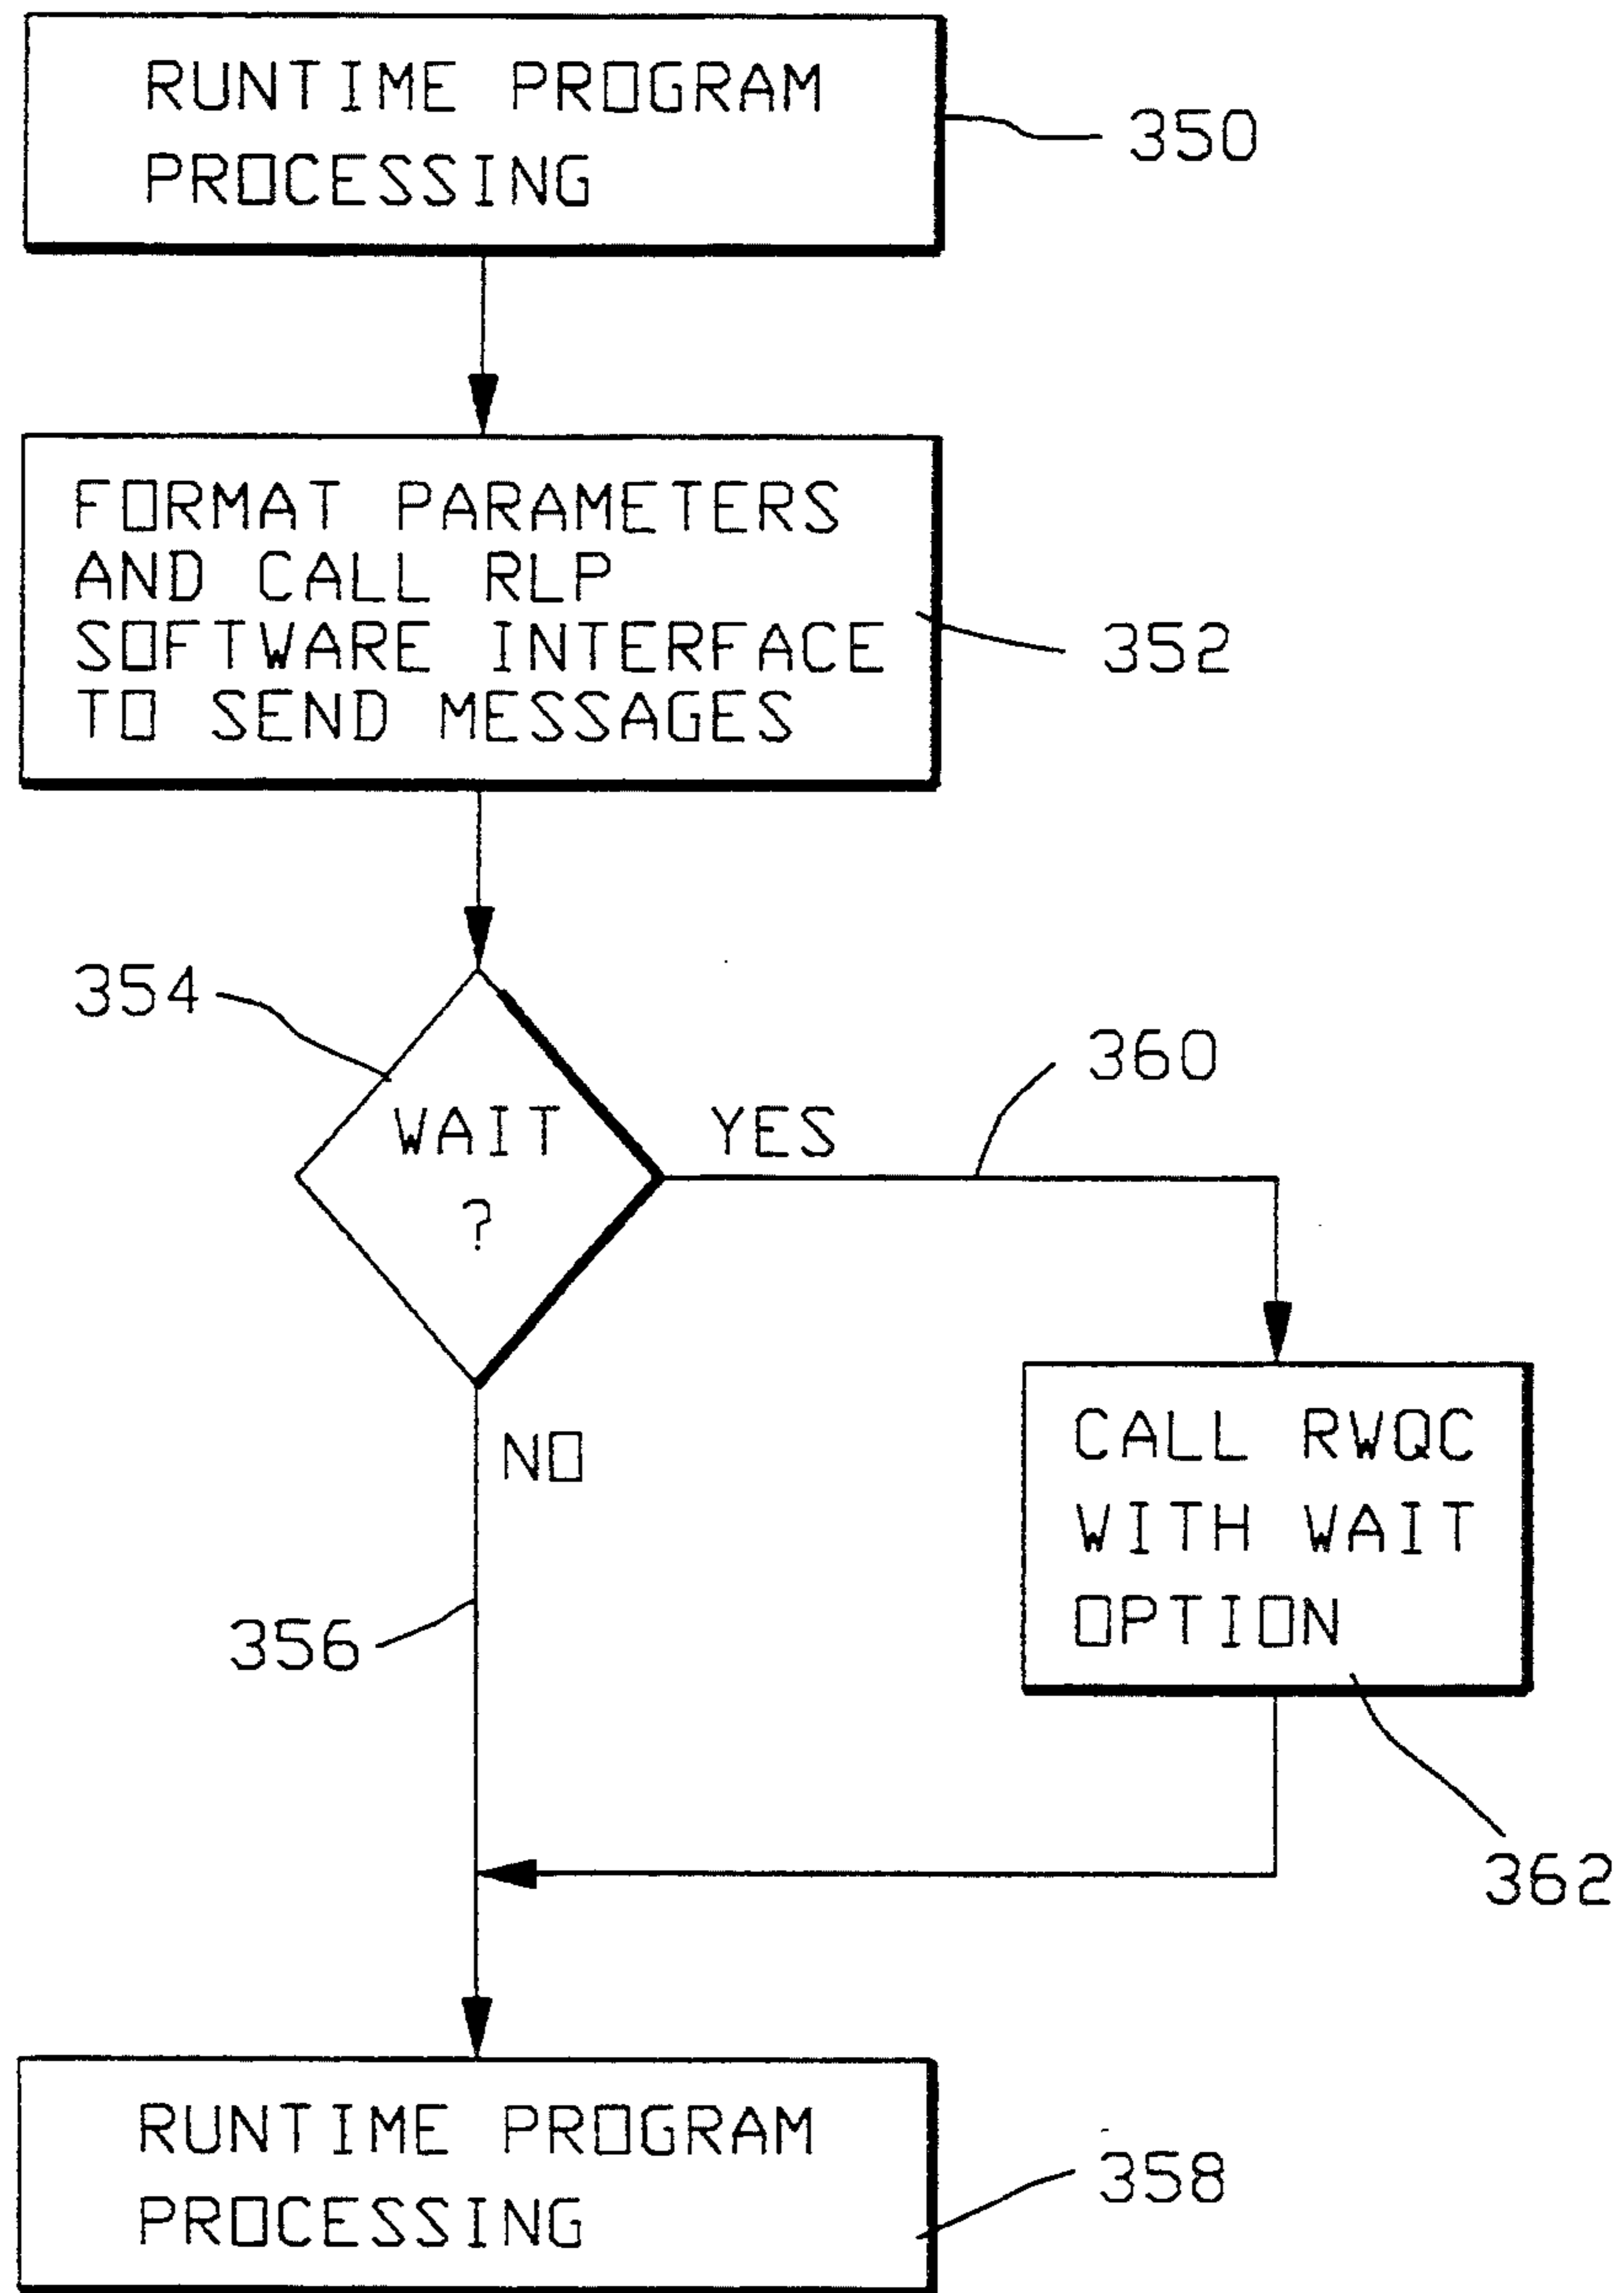 RUNTIME PROGRAM
PROCESSING
350
FORMAT PARAMETERS
AND CALL RLP
SOFTWARE INTERFACE
TO SEND MESSAGES
352
354
WAIT
?
YES
360
NO
356
CALL RWQC
WITH WAIT
OPTION
362
RUNTIME PROGRAM
PROCESSING
358